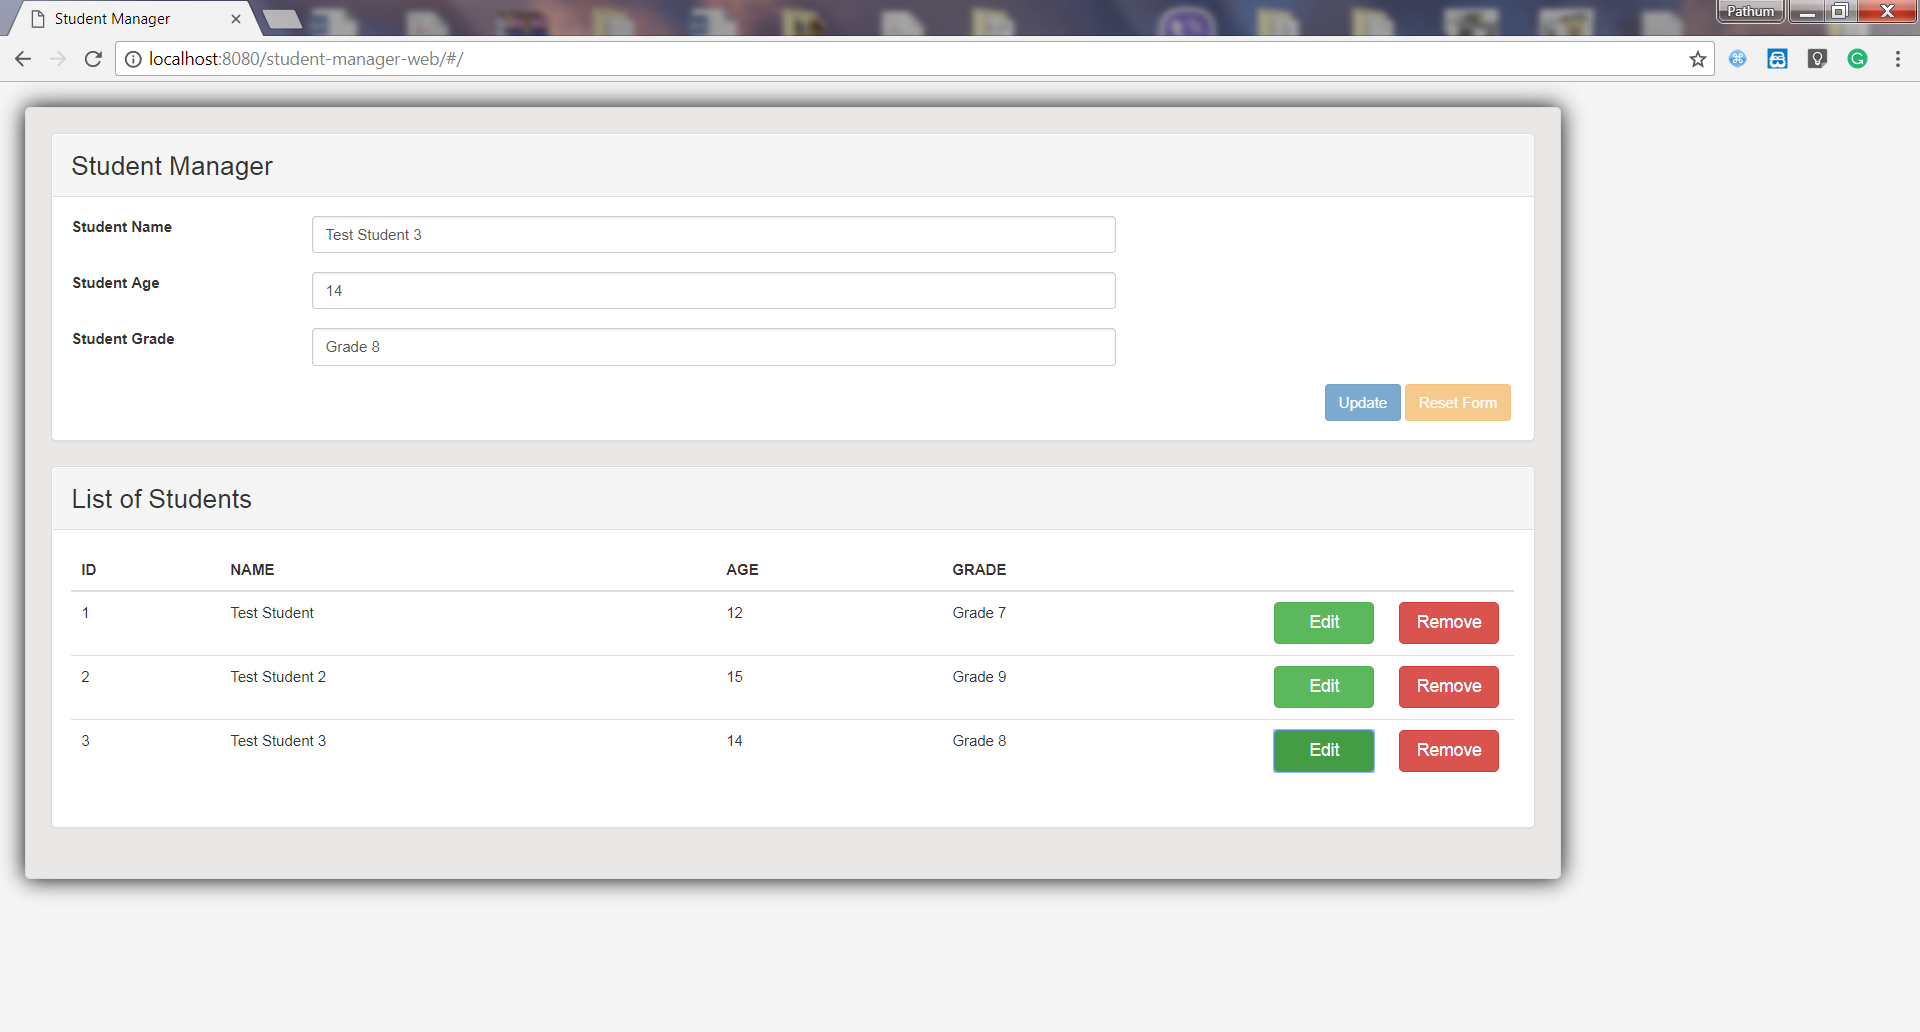 Student Manager
Pathum
localhost:8080/student-manager-web/#/
Student Manager
Student Name Test Student 3
Student Age 14
Student Grade Grade 8
Update Reset Form
List of Students
ID NAME AGE GRADE
1 Test Student 12 Grade 7 Edit Remove
2 Test Student 2 15 Grade 9 Edit Remove
3 Test Student 3 14 Grade 8 Edit Remove